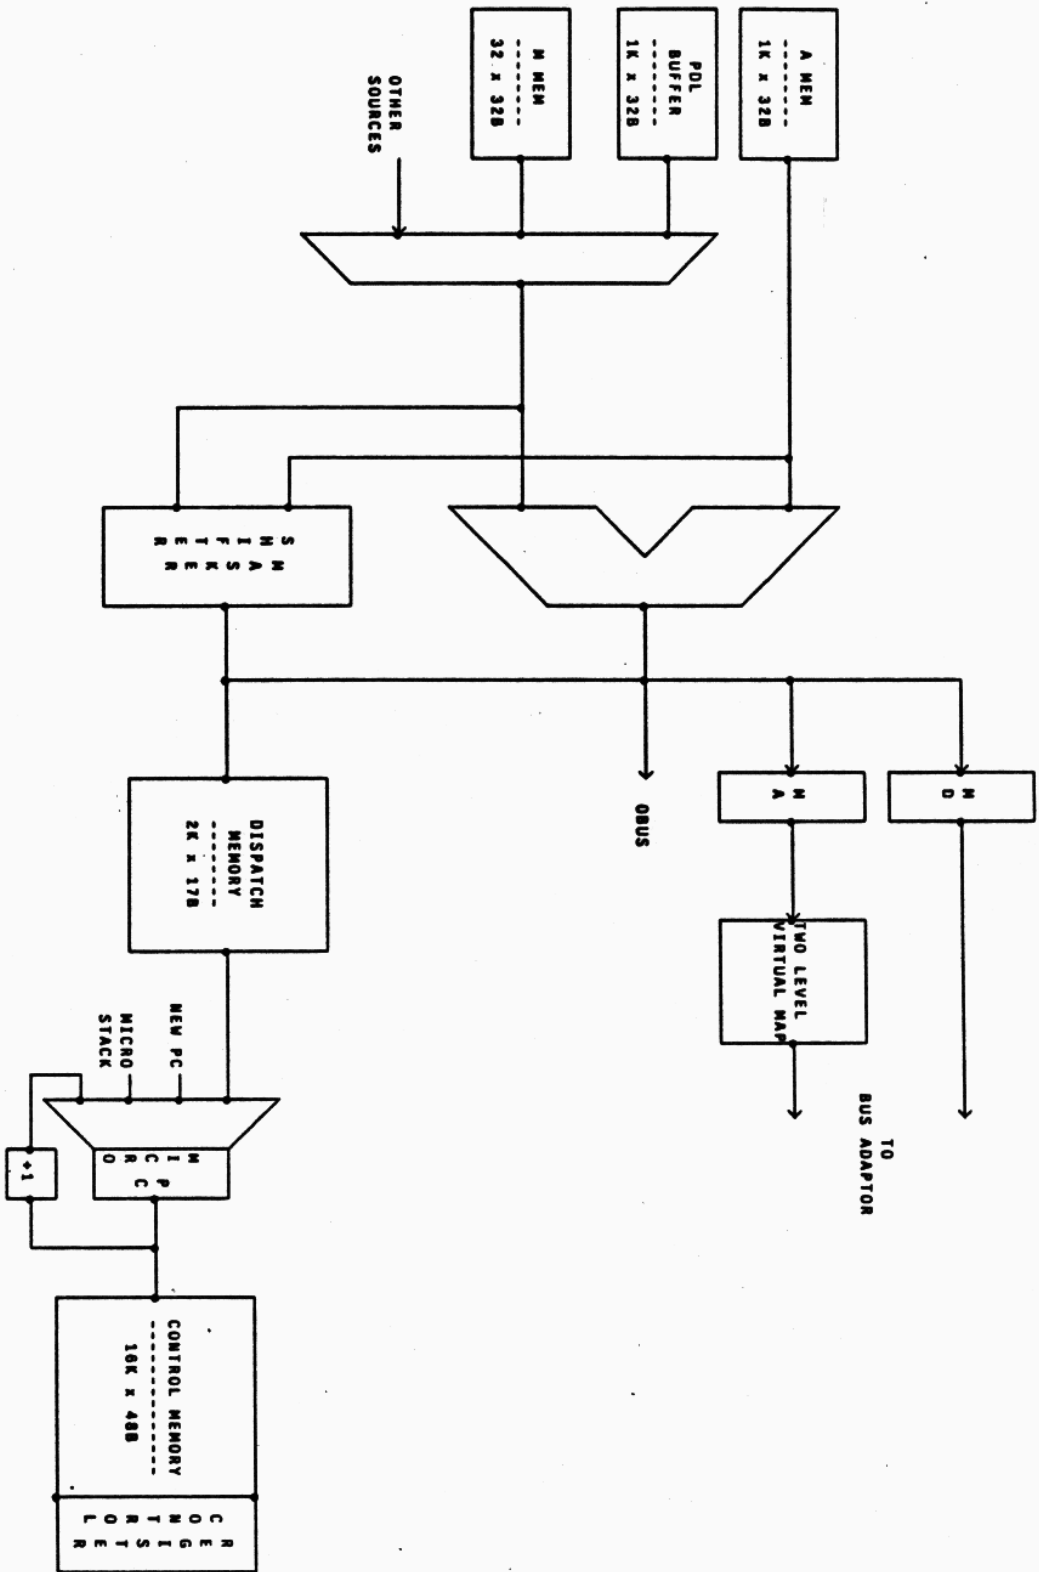 A MEM
--------
1K x 32B
PDL
BUFFER
--------
1K x 32B
M MEM
--------
32 x 32B
OTHER
SOURCES
SHIFTER
MASKER
MD
MA
TWO LEVEL
VIRTUAL MAP
TO
BUS ADAPTOR
OBUS
DISPATCH
MEMORY
--------
2K x 17B
NEW PC
MICRO
STACK
MICRO
PC
+1
CONTROL MEMORY
--------------
16K x 48B
CONTROL
REGISTER